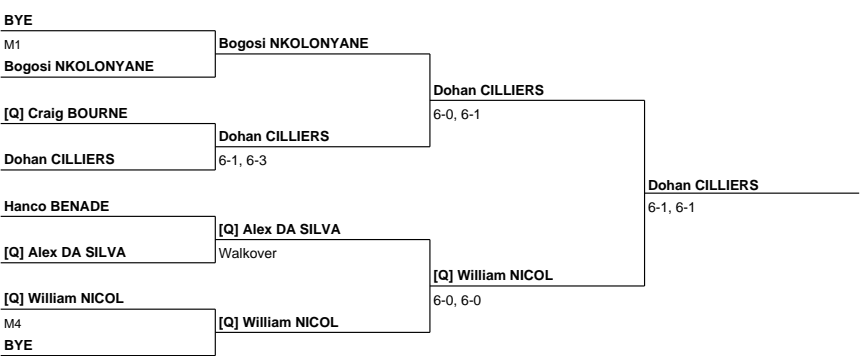 BYE
M1
Bogosi NKOLONYANE
[Q] Craig BOURNE
Dohan CILLIERS
Hanco BENADE
[Q] Alex DA SILVA
[Q] William NICOL
M4
BYE
Bogosi NKOLONYANE
Dohan CILLIERS
6-1, 6-3
[Q] Alex DA SILVA
Walkover
[Q] William NICOL
Dohan CILLIERS
6-0, 6-1
[Q] William NICOL
6-0, 6-0
Dohan CILLIERS
6-1, 6-1